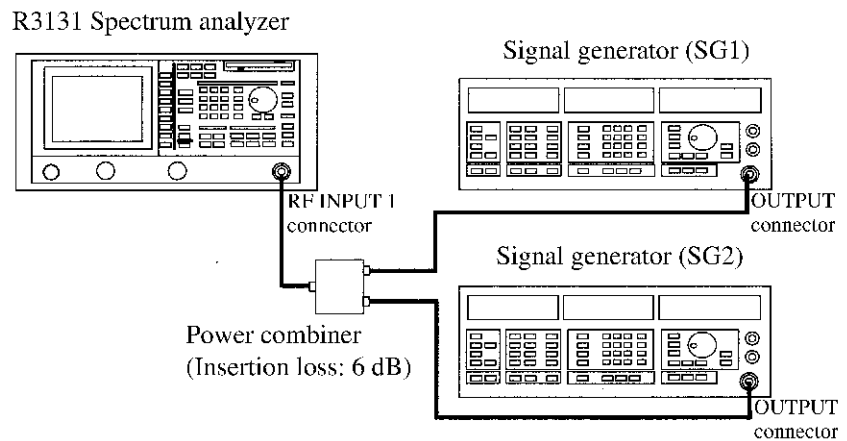 R3131 Spectrum analyzer
Signal generator (SG1)
RF INPUT 1
connector
OUTPUT
connector
Signal generator (SG2)
Power combiner
(Insertion loss: 6 dB)
OUTPUT
connector